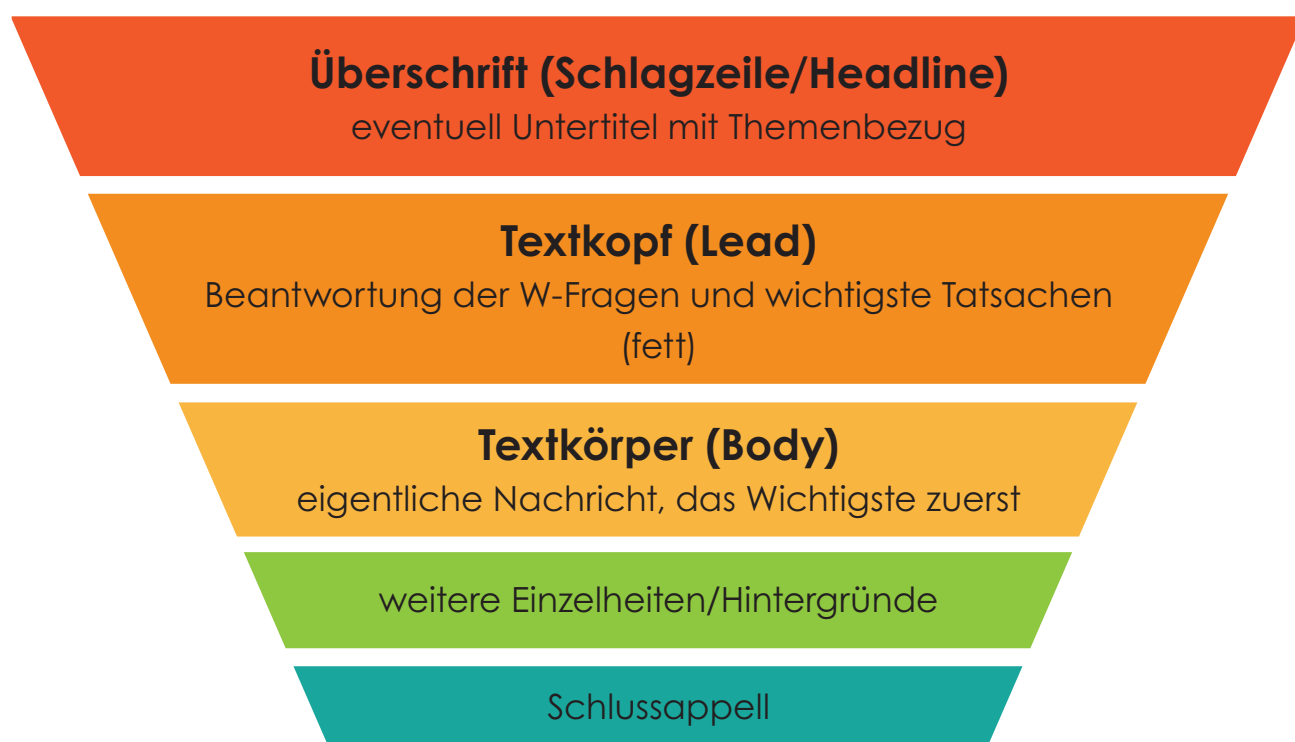 Überschrift (Schlagzeile/Headline)
eventuell Untertitel mit Themenbezug
Textkopf (Lead)
Beantwortung der W-Fragen und wichtigste Tatsachen
(fett)
Textkörper (Body)
eigentliche Nachricht, das Wichtigste zuerst
weitere Einzelheiten/Hintergründe
Schlussappell